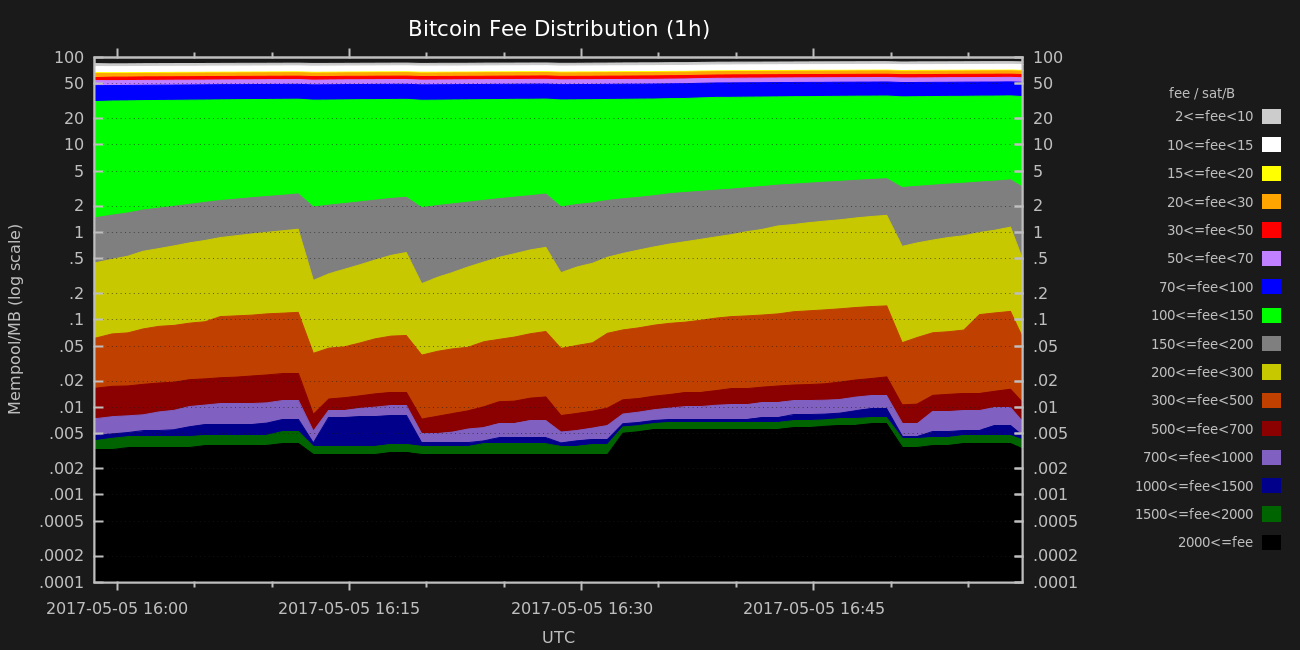 Bitcoin Fee Distribution (1h)
100 100
50 50
20 20
10 10
5 5
2 2
1 1
.5 .5
.2 .2
.1 .1
.05 .05
.02 .02
.01 .01
.005 .005
.002 .002
.001 .001
.0005 .0005
.0002 .0002
.0001 .0001
Mempool/MB (log scale)
2017-05-05 16:00 2017-05-05 16:15 2017-05-05 16:30 2017-05-05 16:45
UTC
fee / sat/B
2<=fee<10
10<=fee<15
15<=fee<20
20<=fee<30
30<=fee<50
50<=fee<70
70<=fee<100
100<=fee<150
150<=fee<200
200<=fee<300
300<=fee<500
500<=fee<700
700<=fee<1000
1000<=fee<1500
1500<=fee<2000
2000<=fee